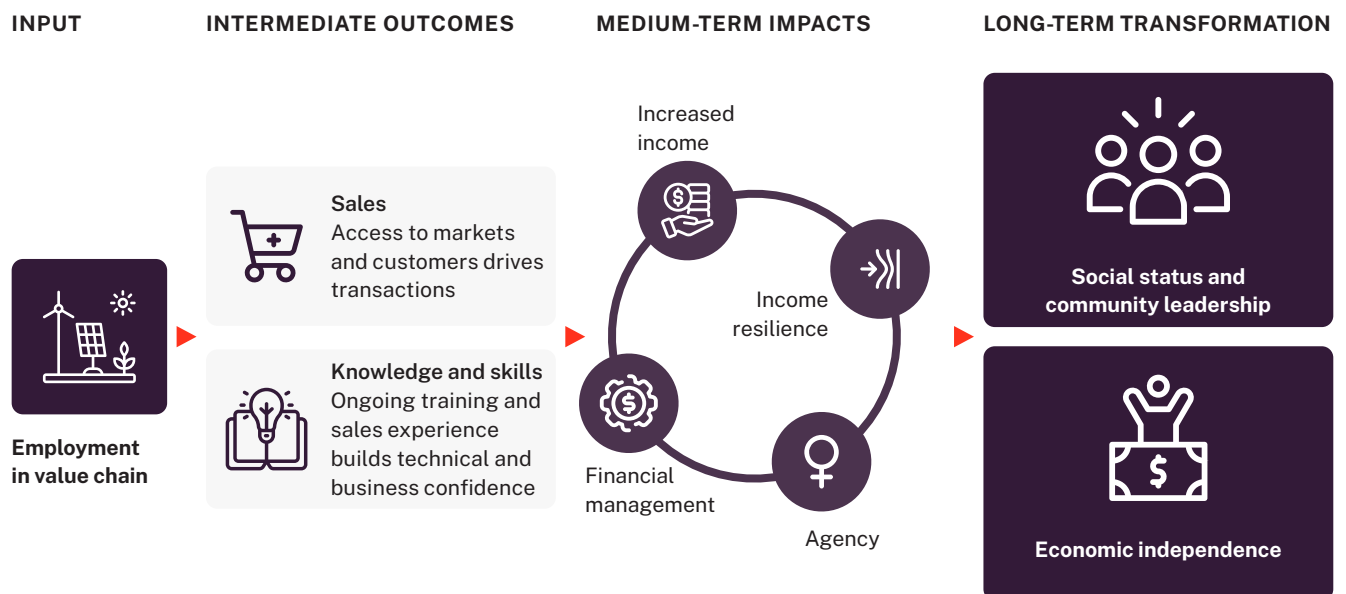 INPUT
INTERMEDIATE OUTCOMES
MEDIUM-TERM IMPACTS
LONG-TERM TRANSFORMATION
Employment
in value chain
Sales
Access to markets
and customers drives
transactions
Knowledge and skills
Ongoing training and
sales experience
builds technical and
business confidence
Increased
income
Income
resilience
Financial
management
Agency
Social status and
community leadership
Economic independence